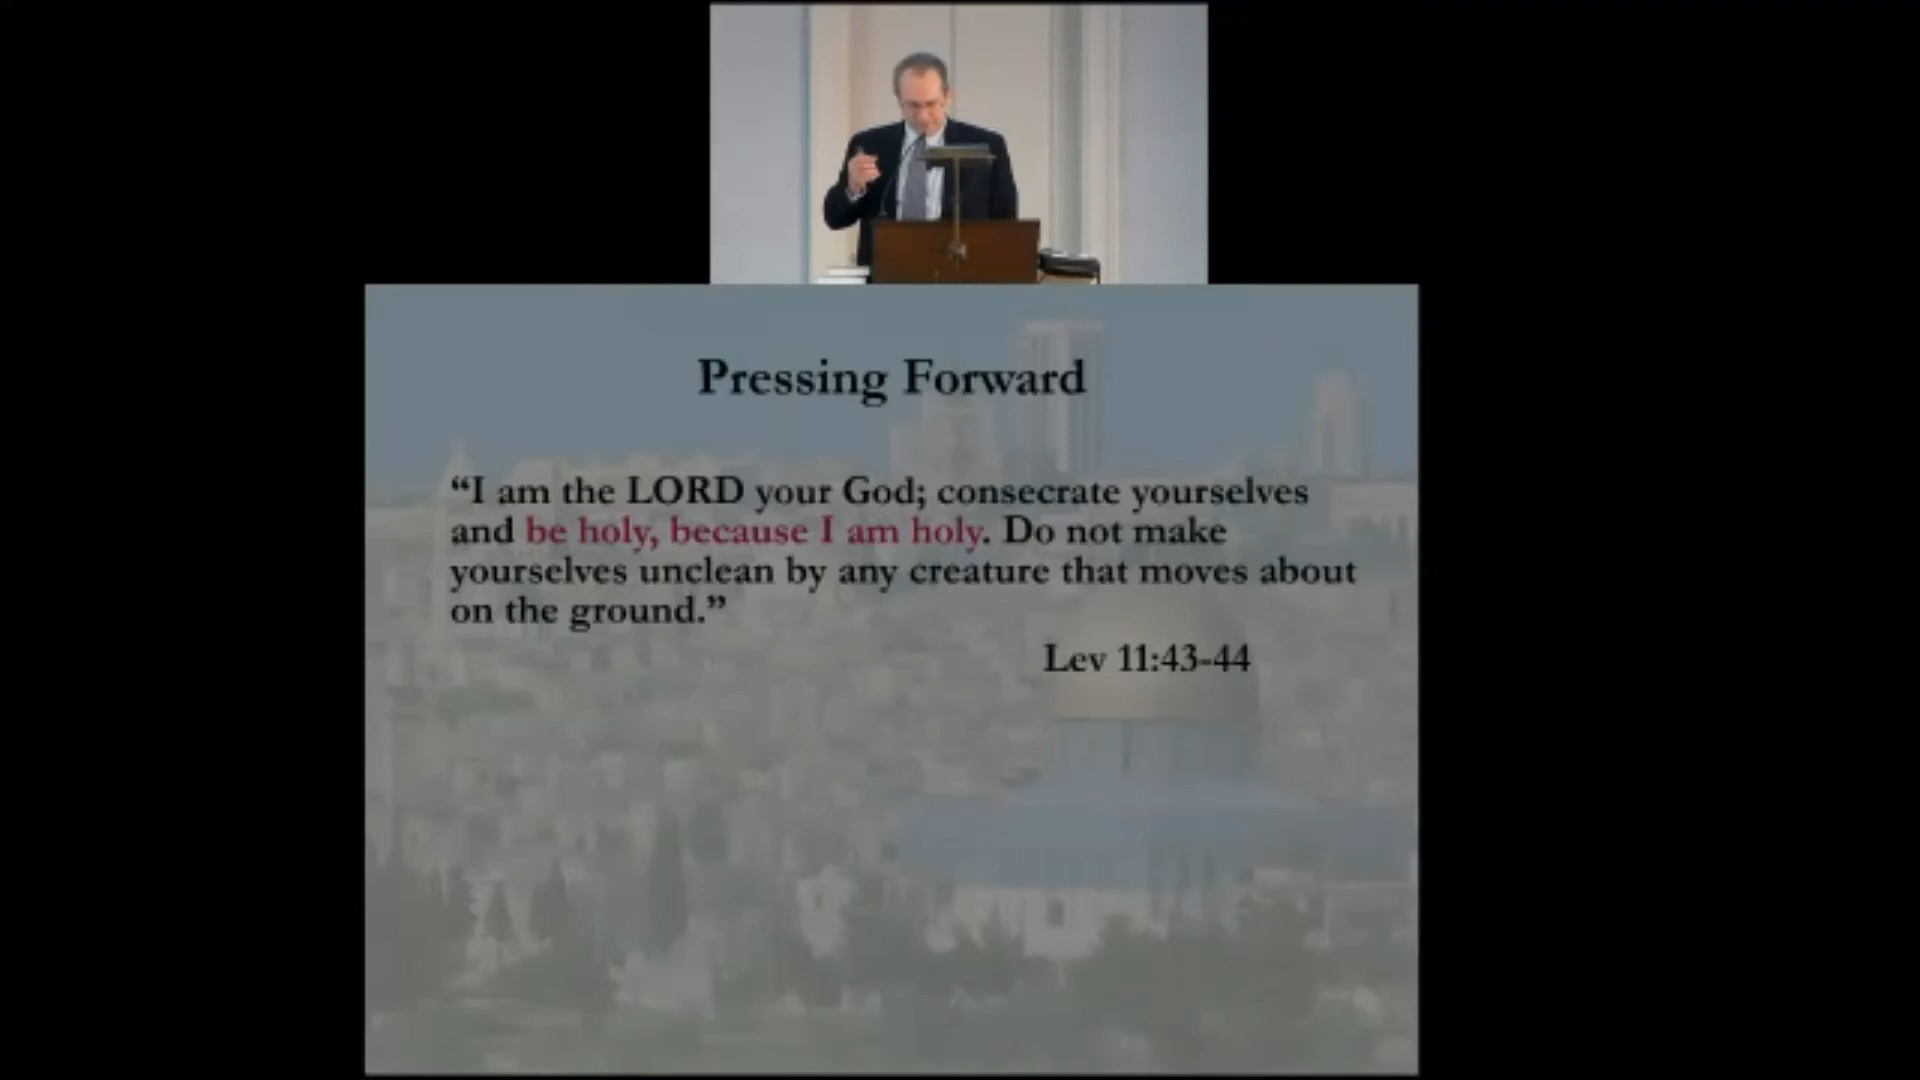 Pressing Forward
“I am the LORD your God; consecrate yourselves
and be holy, because I am holy. Do not make
yourselves unclean by any creature that moves about
on the ground.”
Lev 11:43-44